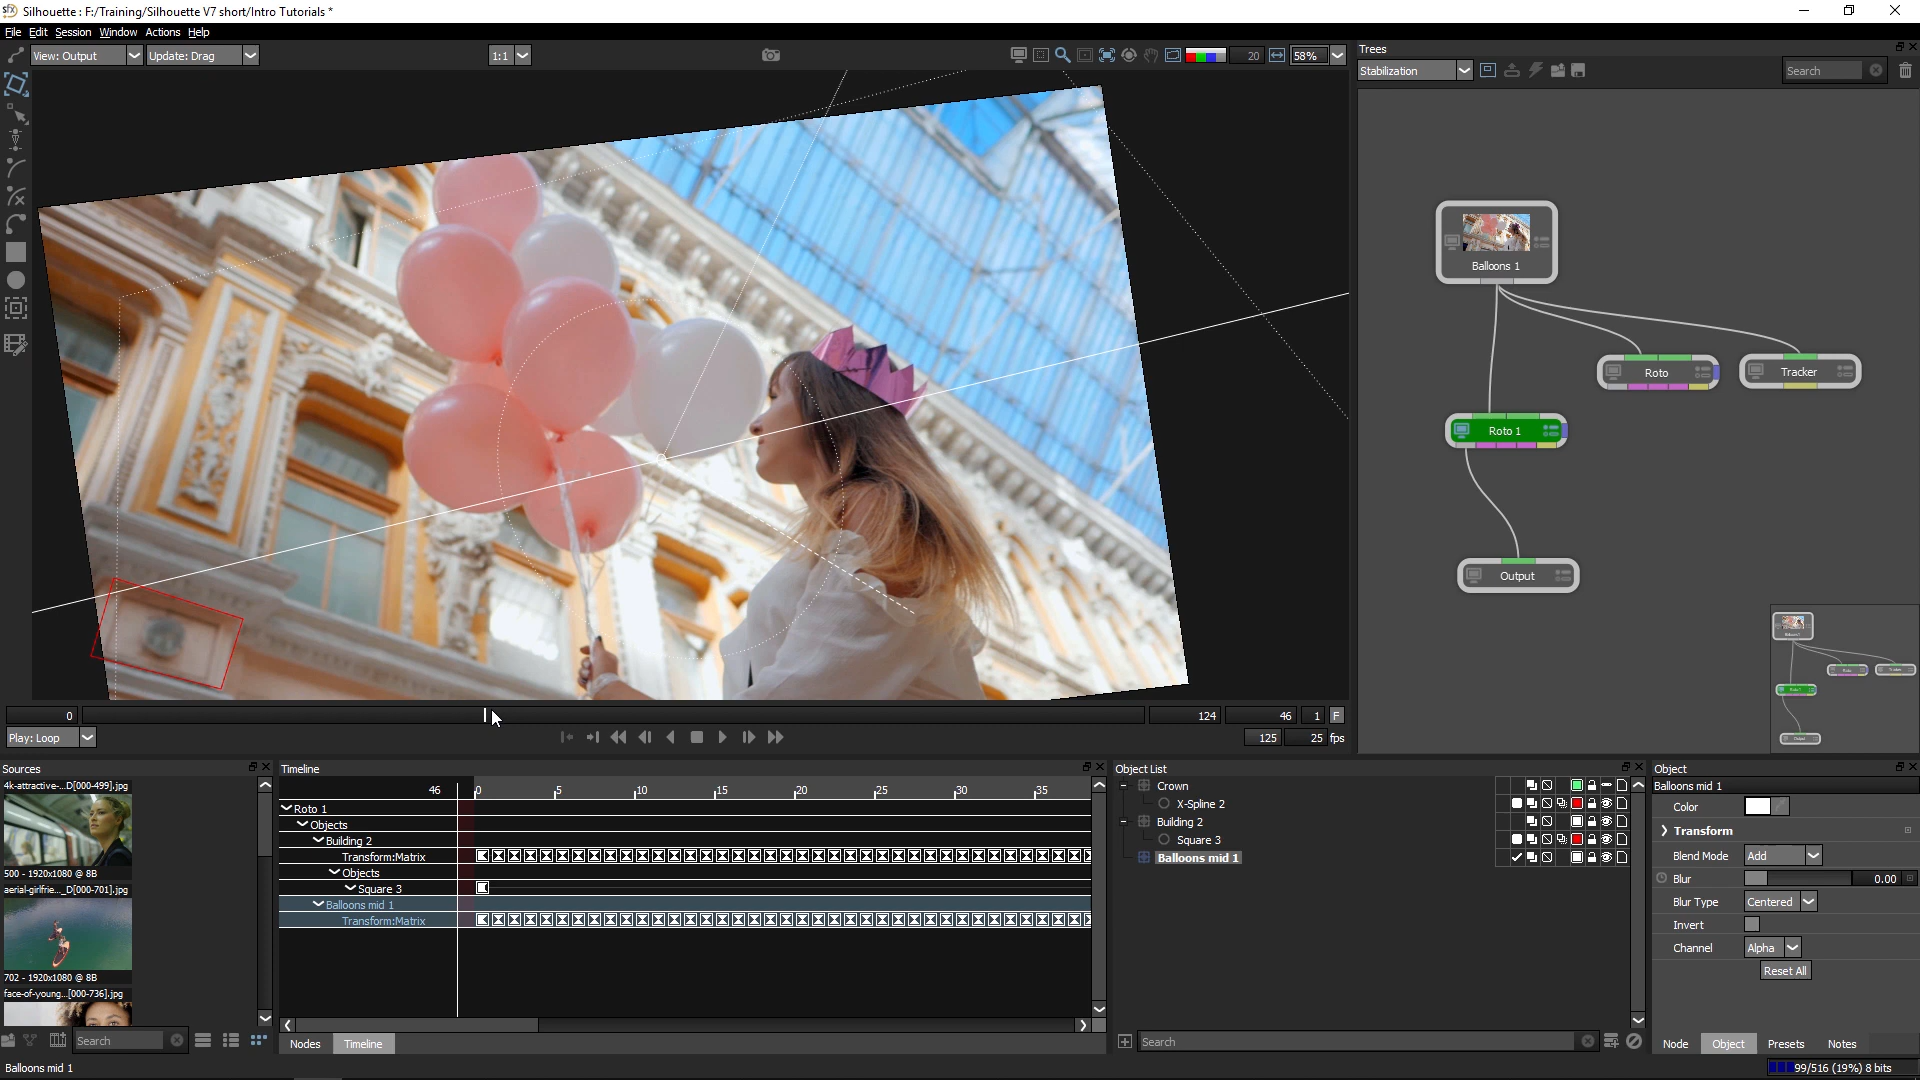 sfx Silhouette : F:/Training/Silhouette V7 short/Intro Tutorials *
File Edit Session Window Actions Help
View: Output Update: Drag 1:1 20 58%
Trees
Stabilization Search
Balloons 1
Roto Tracker
Roto 1
Output
0 124 46 1 F
Play: Loop 125 25 fps
Sources
4k-attractive-...D[000-499].jpg
500 - 1920x1080 @ 8B
aerial-girlfrie..._D[000-701].jpg
702 - 1920x1080 @ 8B
face-of-young...[000-736].jpg
Search
Timeline
46 0 5 10 15 20 25 30 35
Roto 1
Objects
Building 2
Transform:Matrix
Objects
Square 3
Balloons mid 1
Transform:Matrix
Nodes Timeline
Object List
Crown
X-Spline 2
Building 2
Square 3
Balloons mid 1
Search
Object
Balloons mid 1
Color
Transform
Blend Mode Add
Blur 0.00
Blur Type Centered
Invert
Channel Alpha
Reset All
Node Object Presets Notes
Balloons mid 1
99/516 (19%) 8 bits